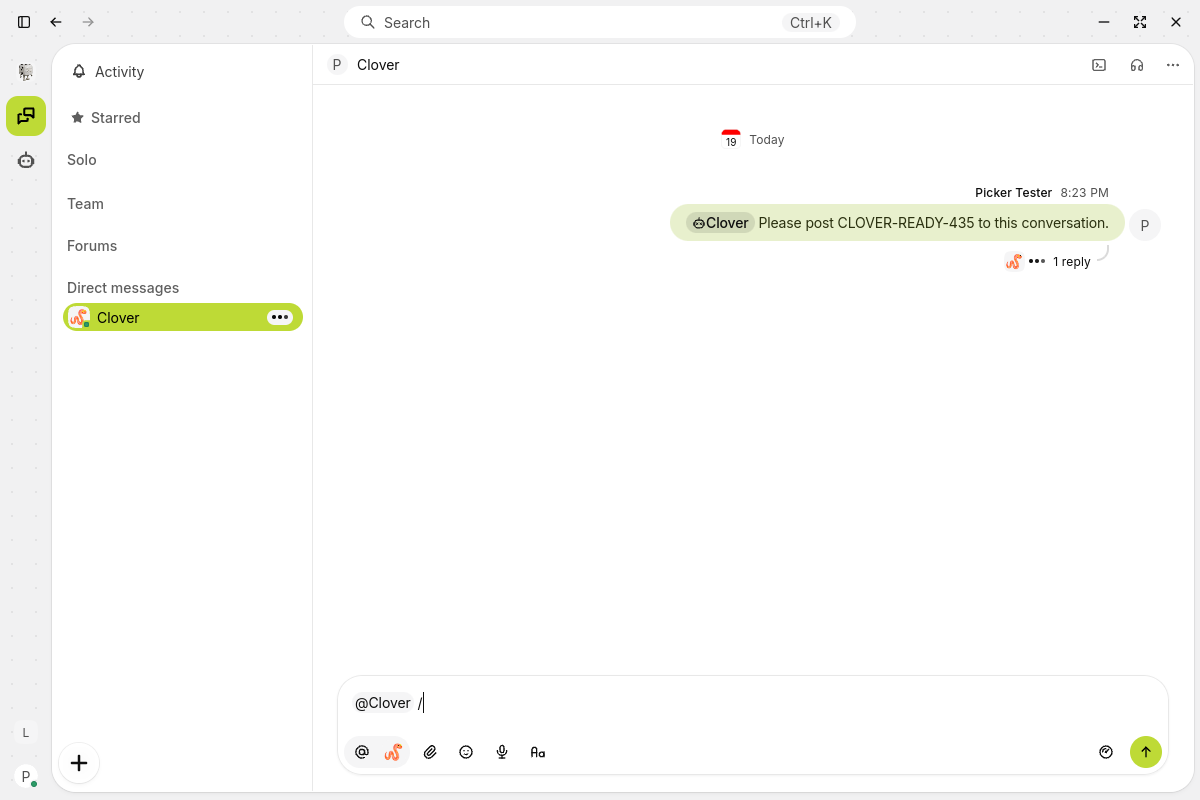 Search
Ctrl+K
Activity
Starred
Solo
Team
Forums
Direct messages
Clover
L
P
P Clover
19 Today
Picker Tester 8:23 PM
Clover Please post CLOVER-READY-435 to this conversation.
P
1 reply
@Clover /
@
Aa